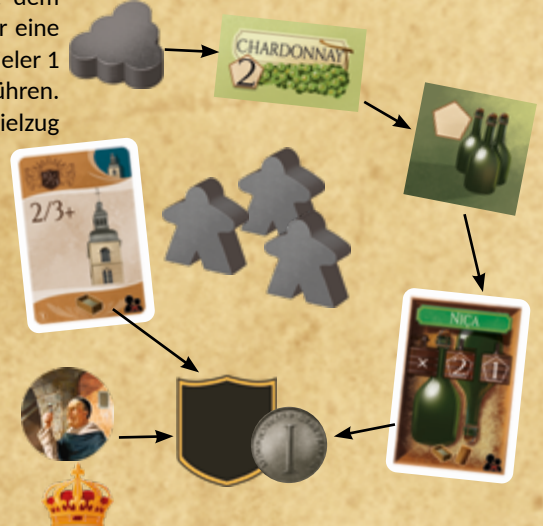 dem
r eine
eler 1
ühren.
ielzug
CHARDONNAY
2
2/3+
NICA
× 2 1
I